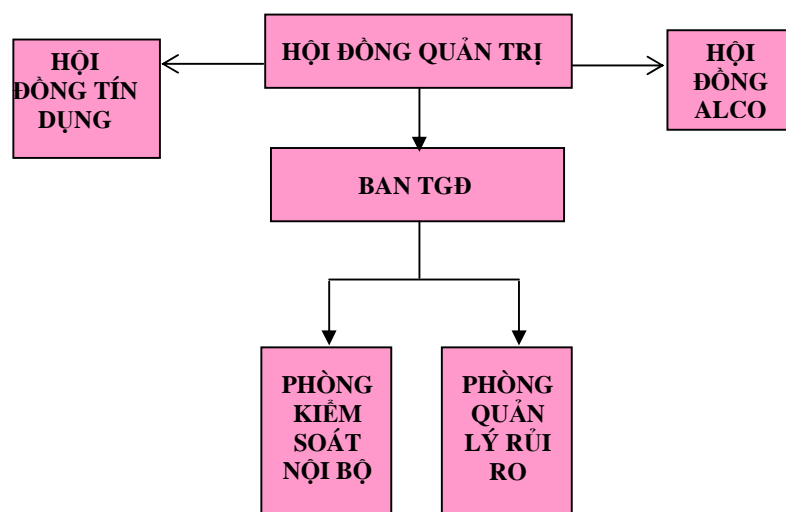 HỘI
ĐỒNG TÍN
DỤNG
HỘI ĐỒNG QUẢN TRỊ
HỘI
ĐỒNG
ALCO
BAN TGĐ
PHÒNG
KIỂM
SOÁT
NỘI BỘ
PHÒNG
QUẢN
LÝ RỦI
RO